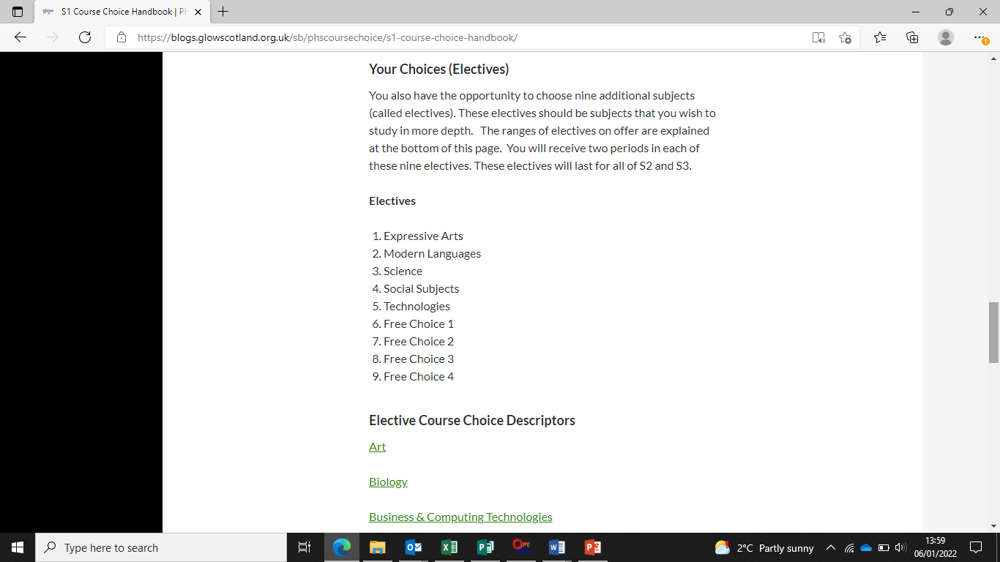 glow S1 Course Choice Handbook | PH
https://blogs.glowscotland.org.uk/sb/phscoursechoice/s1-course-choice-handbook/
Your Choices (Electives)
You also have the opportunity to choose nine additional subjects
(called electives). These electives should be subjects that you wish to
study in more depth. The ranges of electives on offer are explained
at the bottom of this page. You will receive two periods in each of
these nine electives. These electives will last for all of S2 and S3.
Electives
1. Expressive Arts
2. Modern Languages
3. Science
4. Social Subjects
5. Technologies
6. Free Choice 1
7. Free Choice 2
8. Free Choice 3
9. Free Choice 4
Elective Course Choice Descriptors
Art
Biology
Business & Computing Technologies
Type here to search
2°C Partly sunny
13:59
06/01/2022